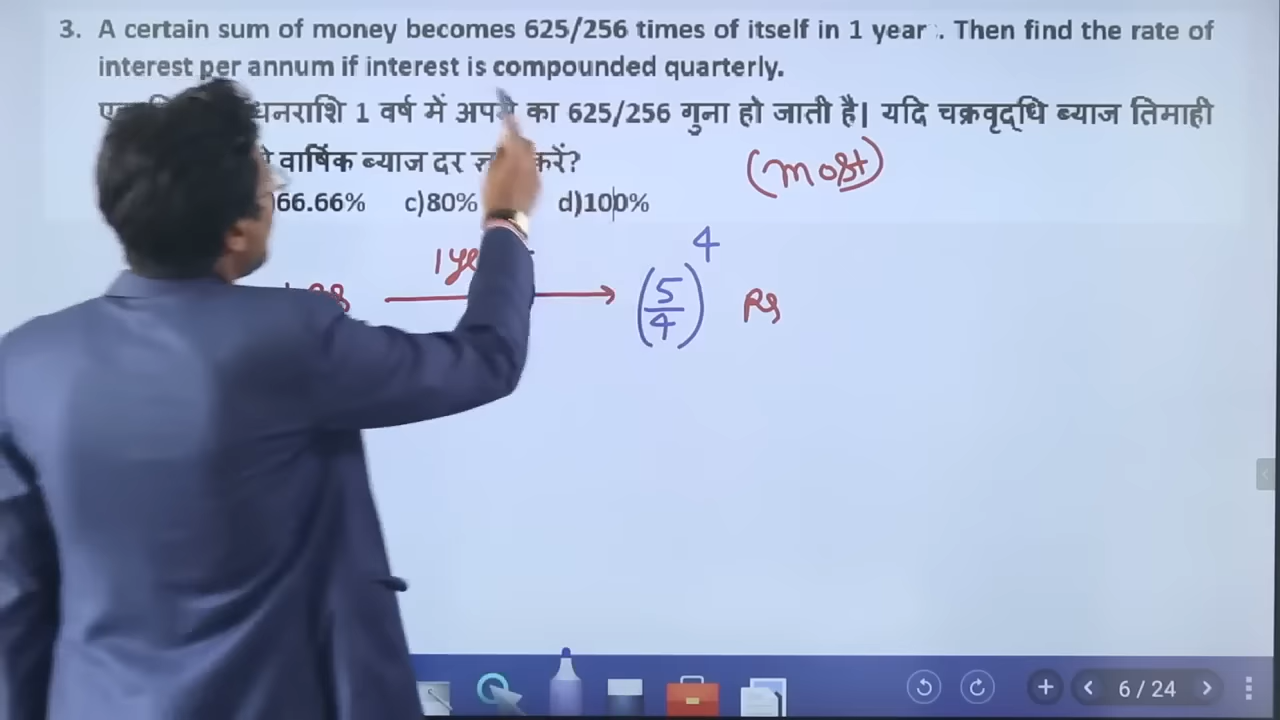 3. A certain sum of money becomes 625/256 times of itself in 1 year . Then find the rate of
interest per annum if interest is compounded quarterly.
धनराशि 1 वर्ष में अपने का 625/256 गुना हो जाती है| यदि चक्रवृद्धि ब्याज तिमाही
वार्षिक ब्याज दर करें?
(most)
66.66% c)80% d)100%
1ye
(5/4)^4 Rs
6 / 24